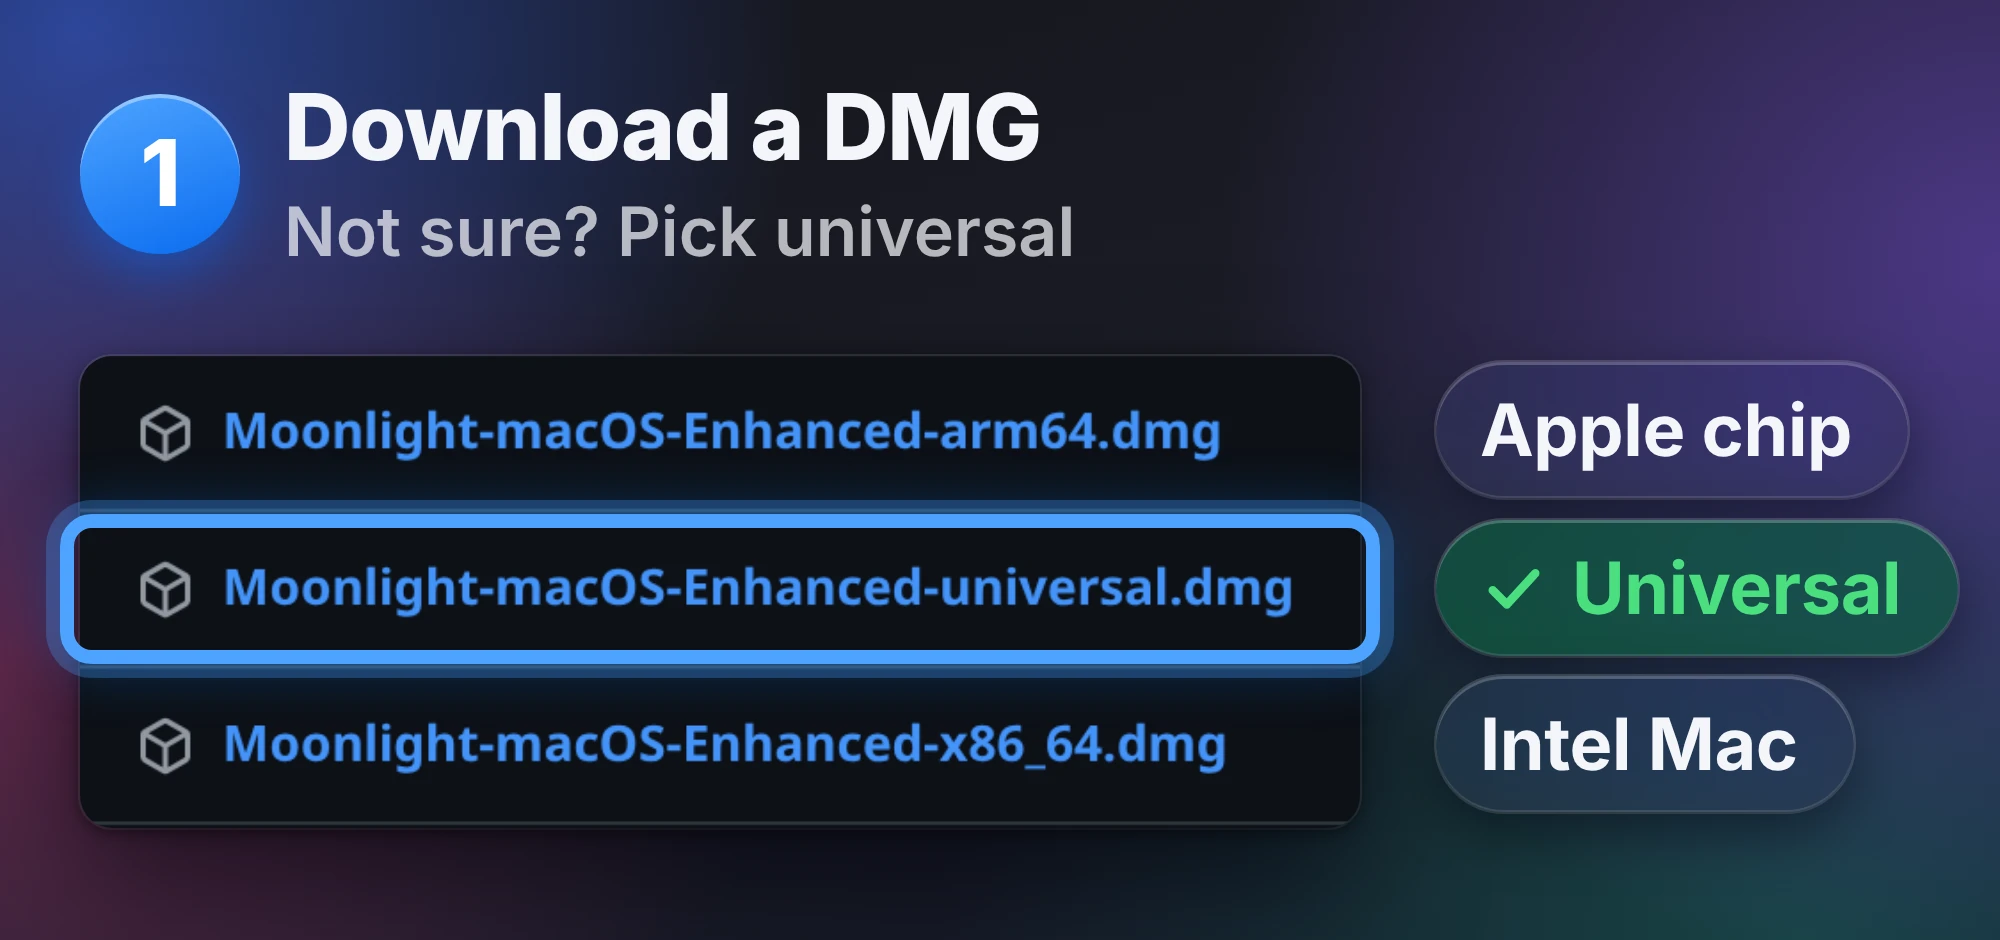 1
Download a DMG
Not sure? Pick universal
Moonlight-macOS-Enhanced-arm64.dmg
Apple chip
Moonlight-macOS-Enhanced-universal.dmg
✓ Universal
Moonlight-macOS-Enhanced-x86_64.dmg
Intel Mac